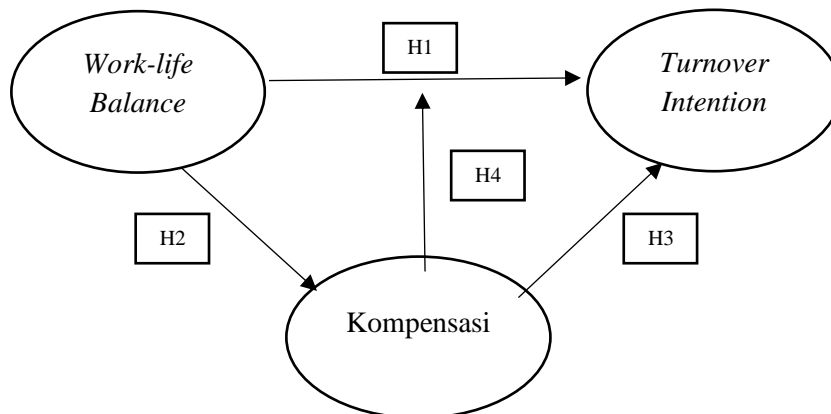 Work-life
Balance
H1
Turnover
Intention
H4
H2
H3
Kompensasi